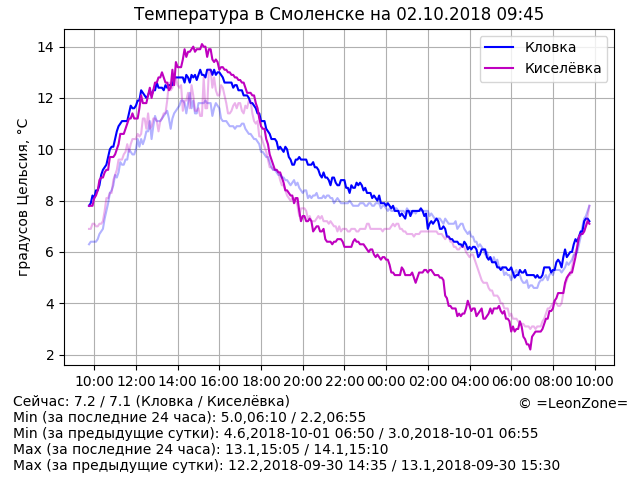 Температура в Смоленске на 02.10.2018 09:45
Кловка
Киселёвка
градусов Цельсия, °C
14
12
10
8
6
4
2
10:00 12:00 14:00 16:00 18:00 20:00 22:00 00:00 02:00 04:00 06:00 08:00 10:00
Сейчас: 7.2 / 7.1 (Кловка / Киселёвка)
© =LeonZone=
Min (за последние 24 часа): 5.0,06:10 / 2.2,06:55
Min (за предыдущие сутки): 4.6,2018-10-01 06:50 / 3.0,2018-10-01 06:55
Max (за последние 24 часа): 13.1,15:05 / 14.1,15:10
Max (за предыдущие сутки): 12.2,2018-09-30 14:35 / 13.1,2018-09-30 15:30